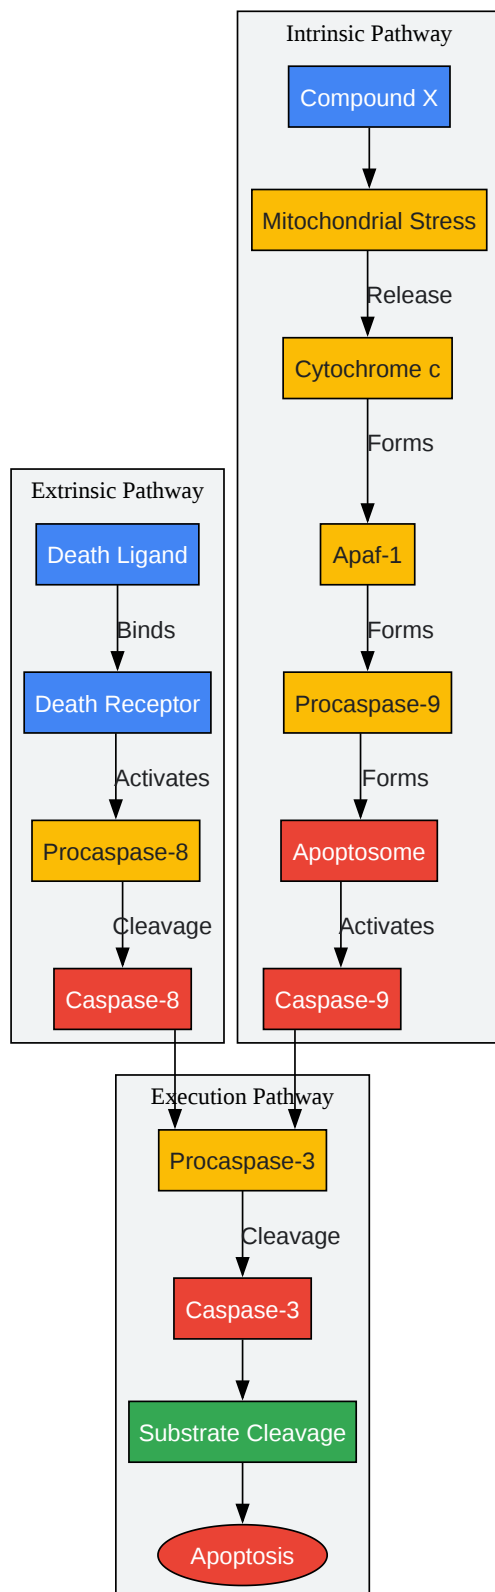 Intrinsic Pathway
Compound X
Mitochondrial Stress
Release
Cytochrome c
Forms
Apaf-1
Forms
Procaspase-9
Forms
Apoptosome
Activates
Caspase-9
Extrinsic Pathway
Death Ligand
Binds
Death Receptor
Activates
Procaspase-8
Cleavage
Caspase-8
Execution Pathway
Procaspase-3
Cleavage
Caspase-3
Substrate Cleavage
Apoptosis